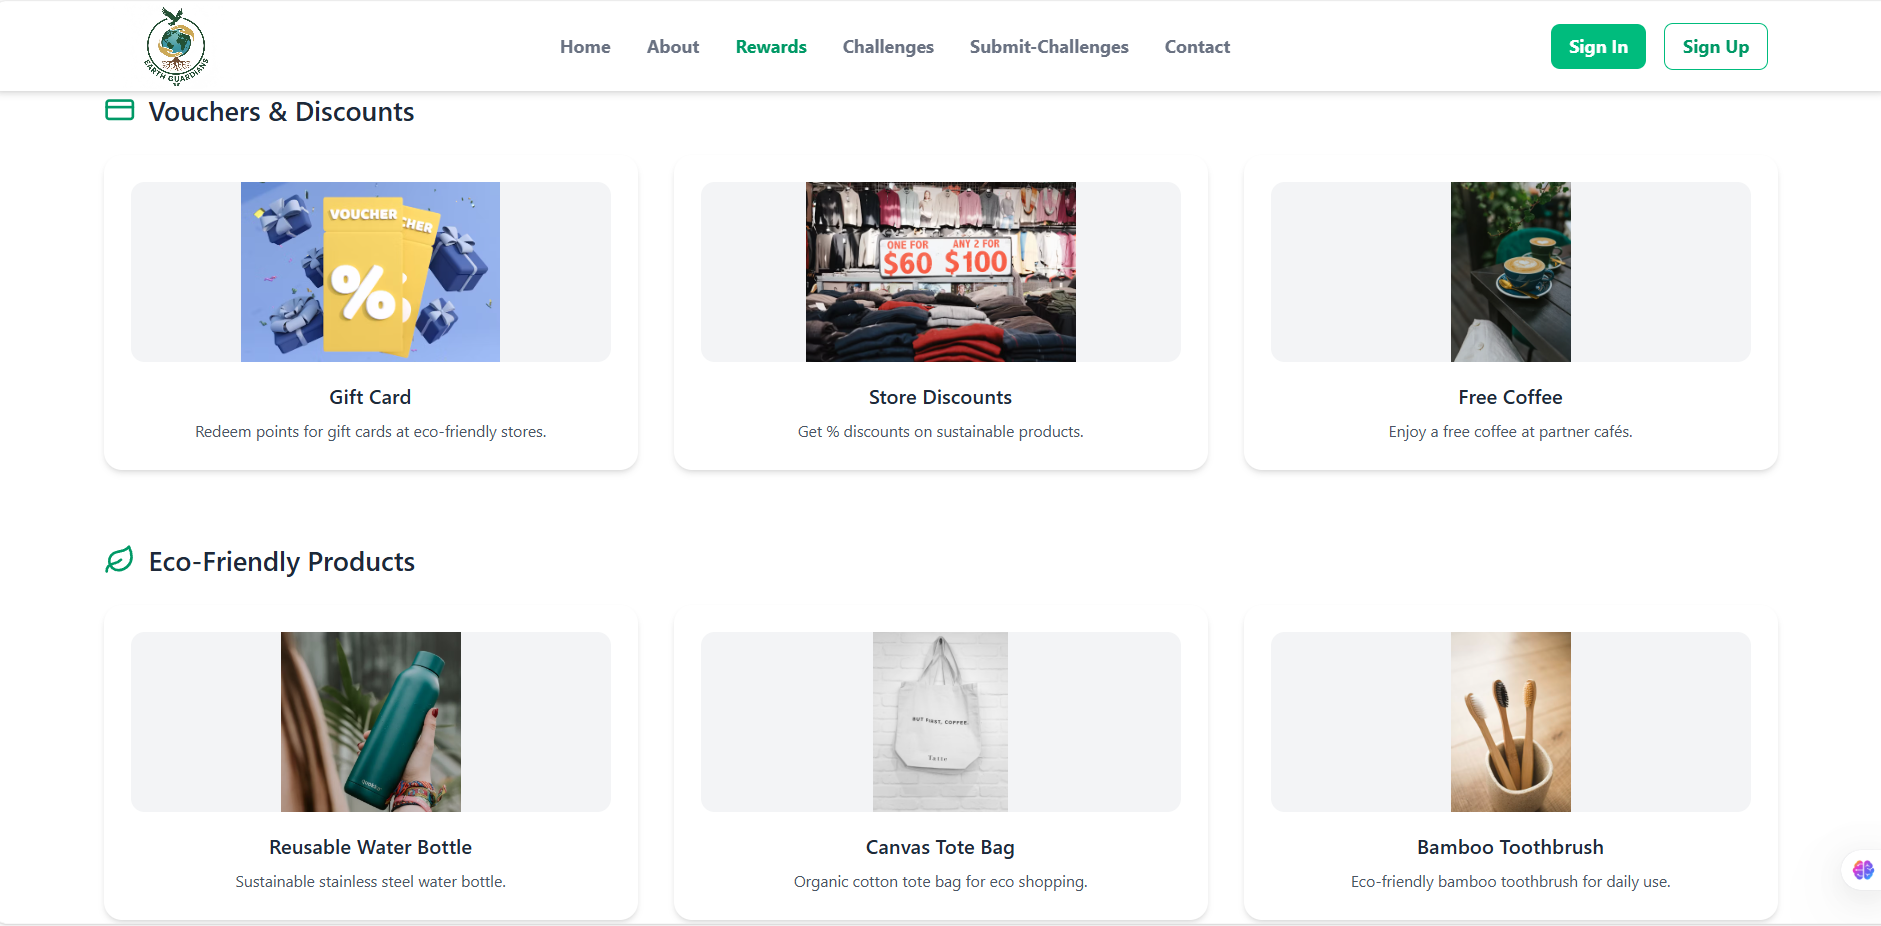 EARTH GUARDIANS
Home
About
Rewards
Challenges
Submit-Challenges
Contact
Sign In
Sign Up
Vouchers & Discounts
VOUCHER
CHER
%
ONE FOR
$60
ANY 2 FOR
$100
Gift Card
Redeem points for gift cards at eco-friendly stores.
Store Discounts
Get % discounts on sustainable products.
Free Coffee
Enjoy a free coffee at partner cafés.
Eco-Friendly Products
BUT FIRST, COFFEE.
Tatte
Reusable Water Bottle
Sustainable stainless steel water bottle.
Canvas Tote Bag
Organic cotton tote bag for eco shopping.
Bamboo Toothbrush
Eco-friendly bamboo toothbrush for daily use.